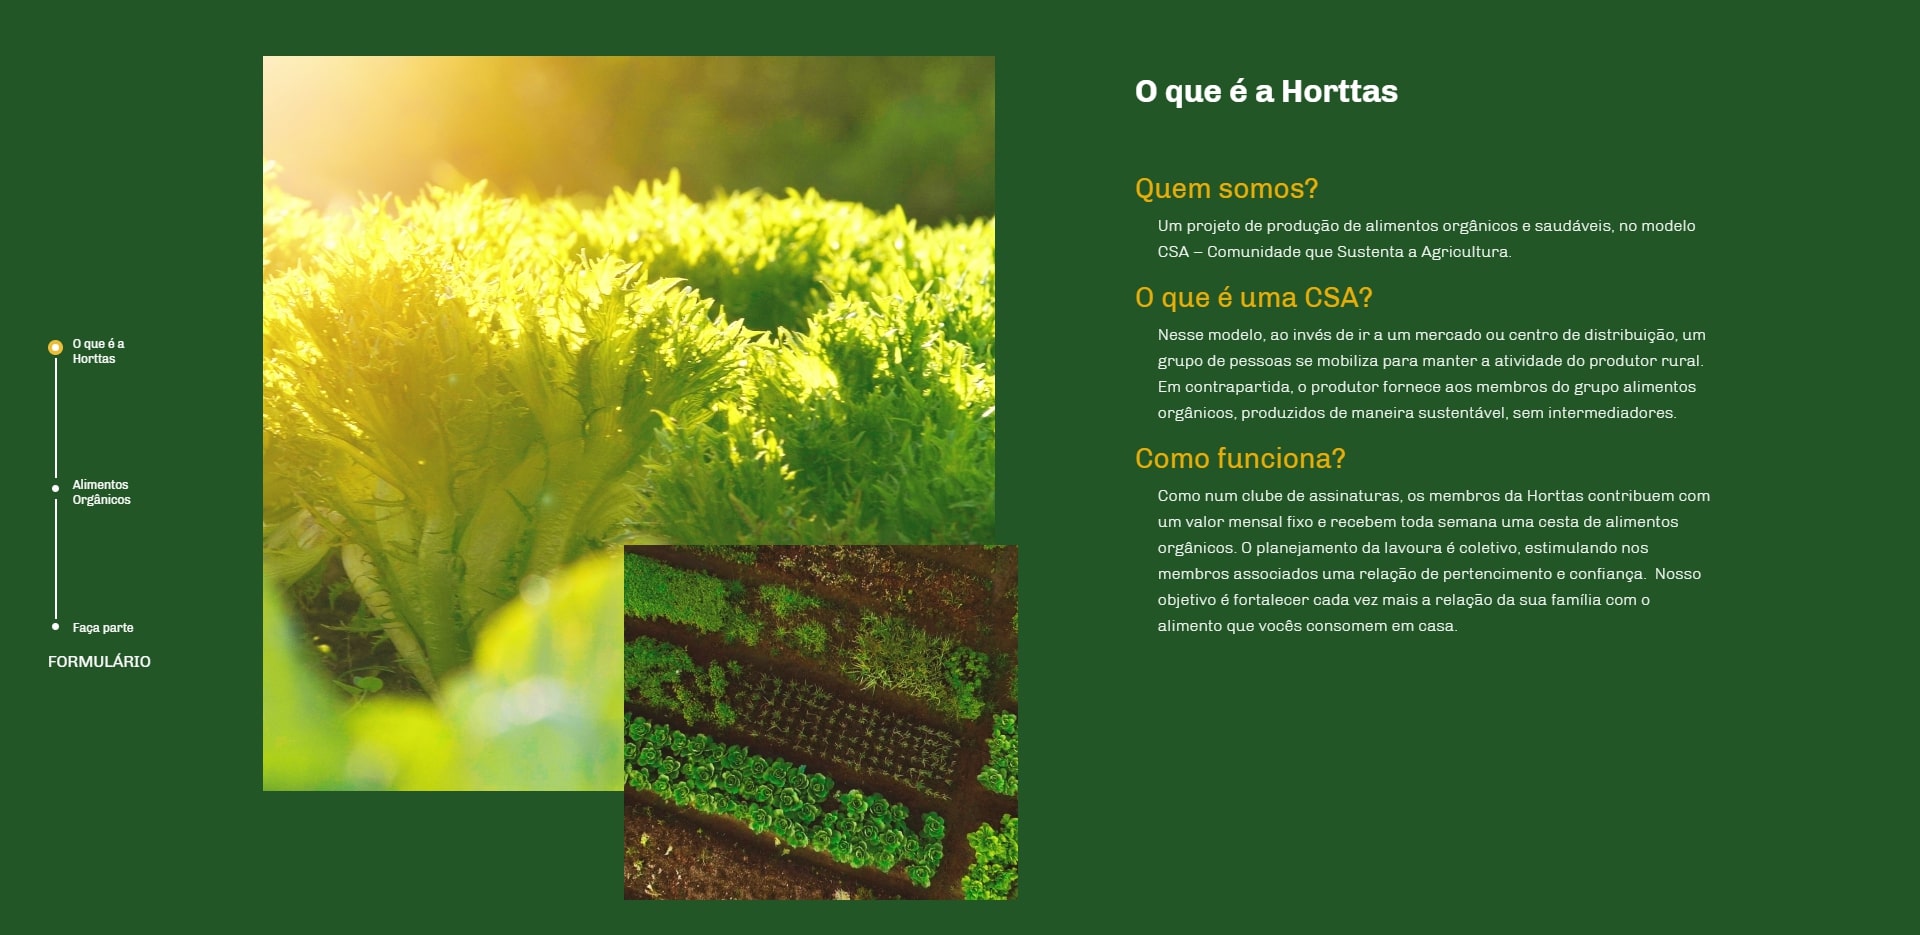 O que é a
Horttas
Alimentos
Orgânicos
Faça parte
FORMULÁRIO
O que é a Horttas
Quem somos?
Um projeto de produção de alimentos orgânicos e saudáveis, no modelo
CSA – Comunidade que Sustenta a Agricultura.
O que é uma CSA?
Nesse modelo, ao invés de ir a um mercado ou centro de distribuição, um
grupo de pessoas se mobiliza para manter a atividade do produtor rural.
Em contrapartida, o produtor fornece aos membros do grupo alimentos
orgânicos, produzidos de maneira sustentável, sem intermediadores.
Como funciona?
Como num clube de assinaturas, os membros da Horttas contribuem com
um valor mensal fixo e recebem toda semana uma cesta de alimentos
orgânicos. O planejamento da lavoura é coletivo, estimulando nos
membros associados uma relação de pertencimento e confiança.  Nosso
objetivo é fortalecer cada vez mais a relação da sua família com o
alimento que vocês consomem em casa.